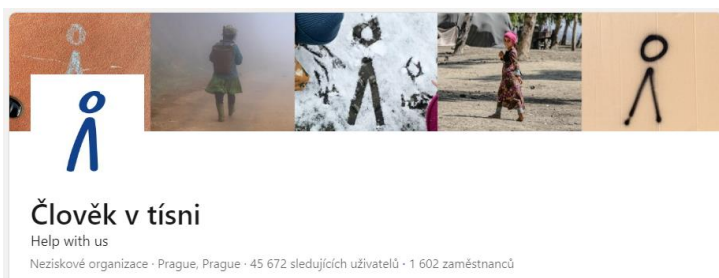 Člověk v tísni
Help with us
Neziskové organizace · Prague, Prague · 45 672 sledujících uživatelů · 1 602 zaměstnanců